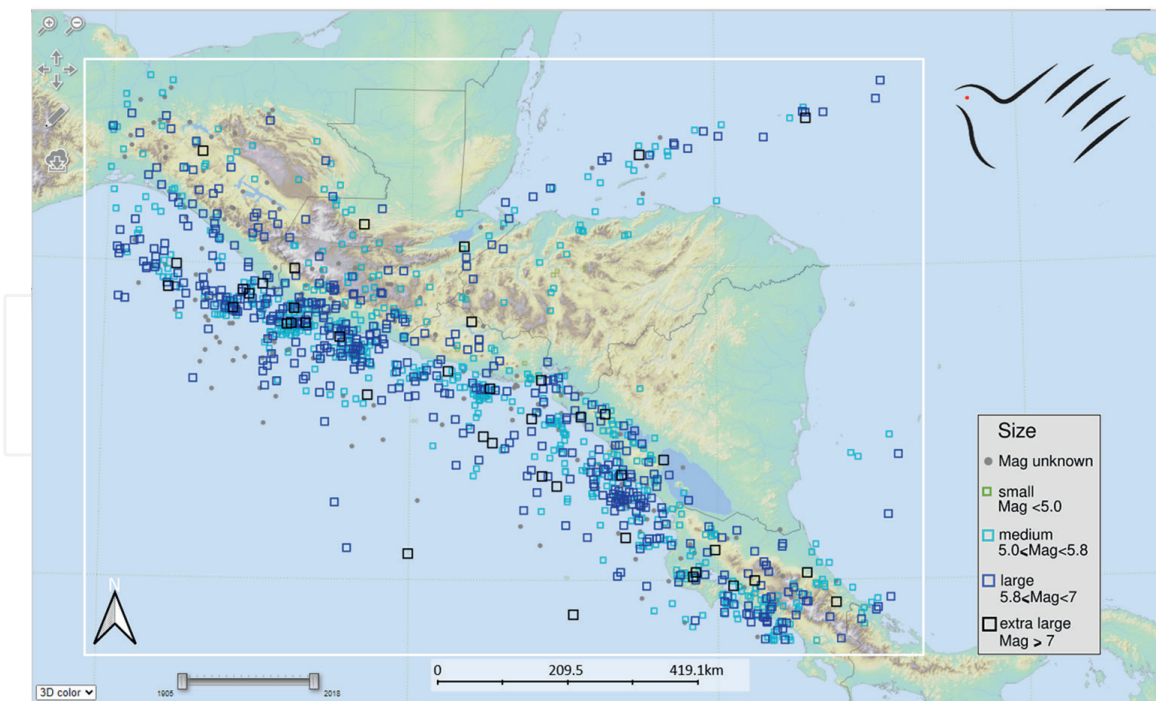 N
3D color
1905
2018
0
209.5
419.1km
Size
Mag unknown
small
Mag <5.0
medium
5.0<Mag<5.8
large
5.8<Mag<7
extra large
Mag ⩾ 7